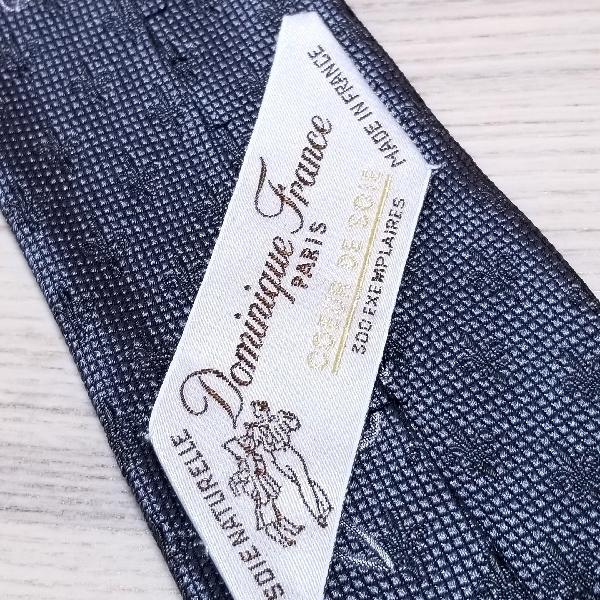 Dominique France
PARIS
COEUR DE SOIE
300 EXEMPLAIRES
MADE IN FRANCE
SOIE NATURELLE